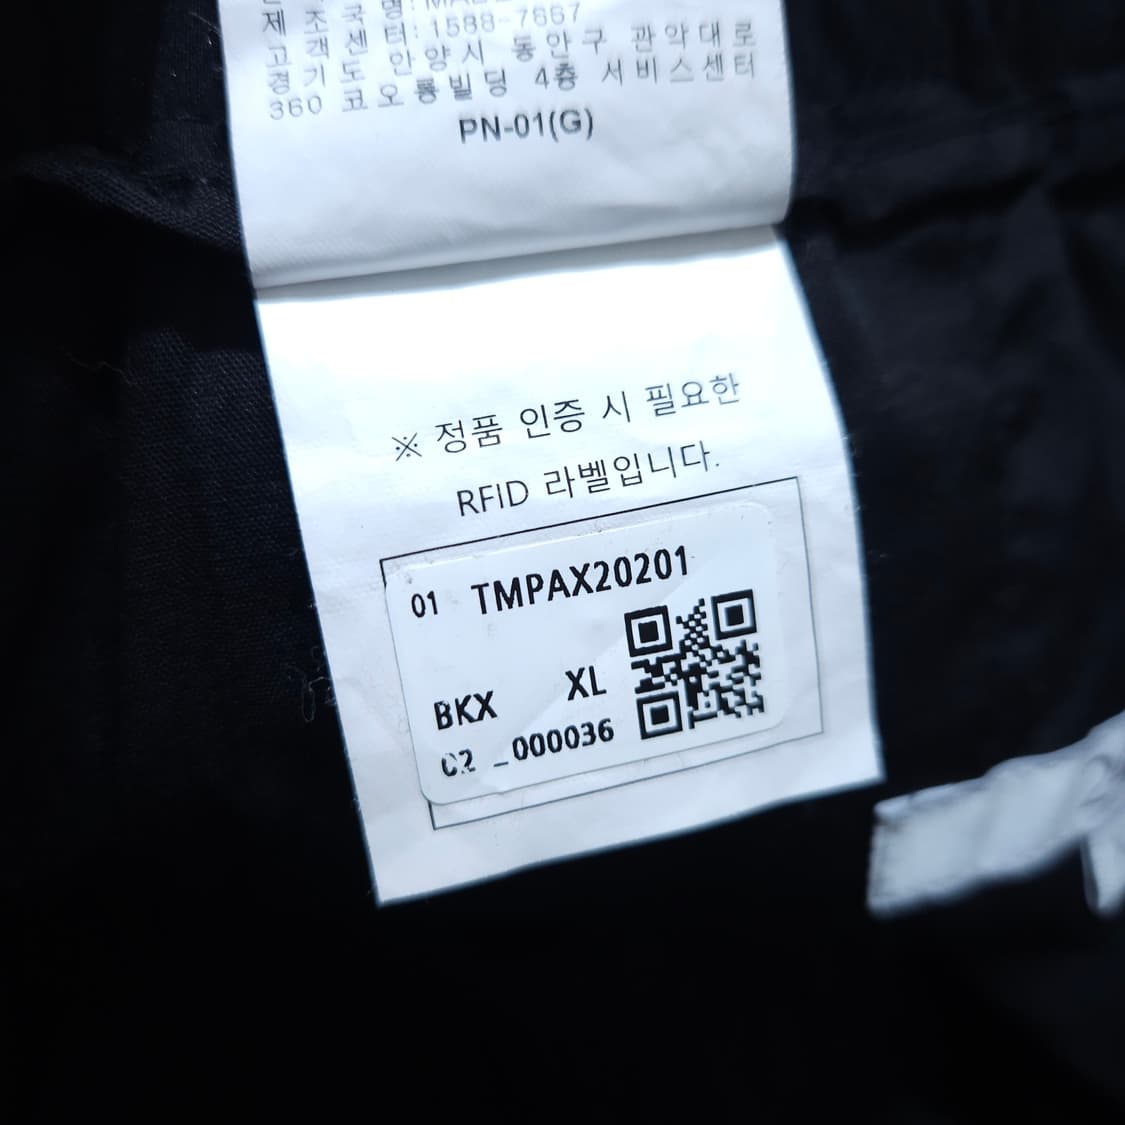 제조국명:
고객센터:1588-7667
경기도 안양시 동안구 관악대로
360 코오롱빌딩 4층 서비스센터
PN-01(G)
※ 정품 인증 시 필요한
RFID 라벨입니다.
01 TMPAX20201
BKX XL
02 _000036